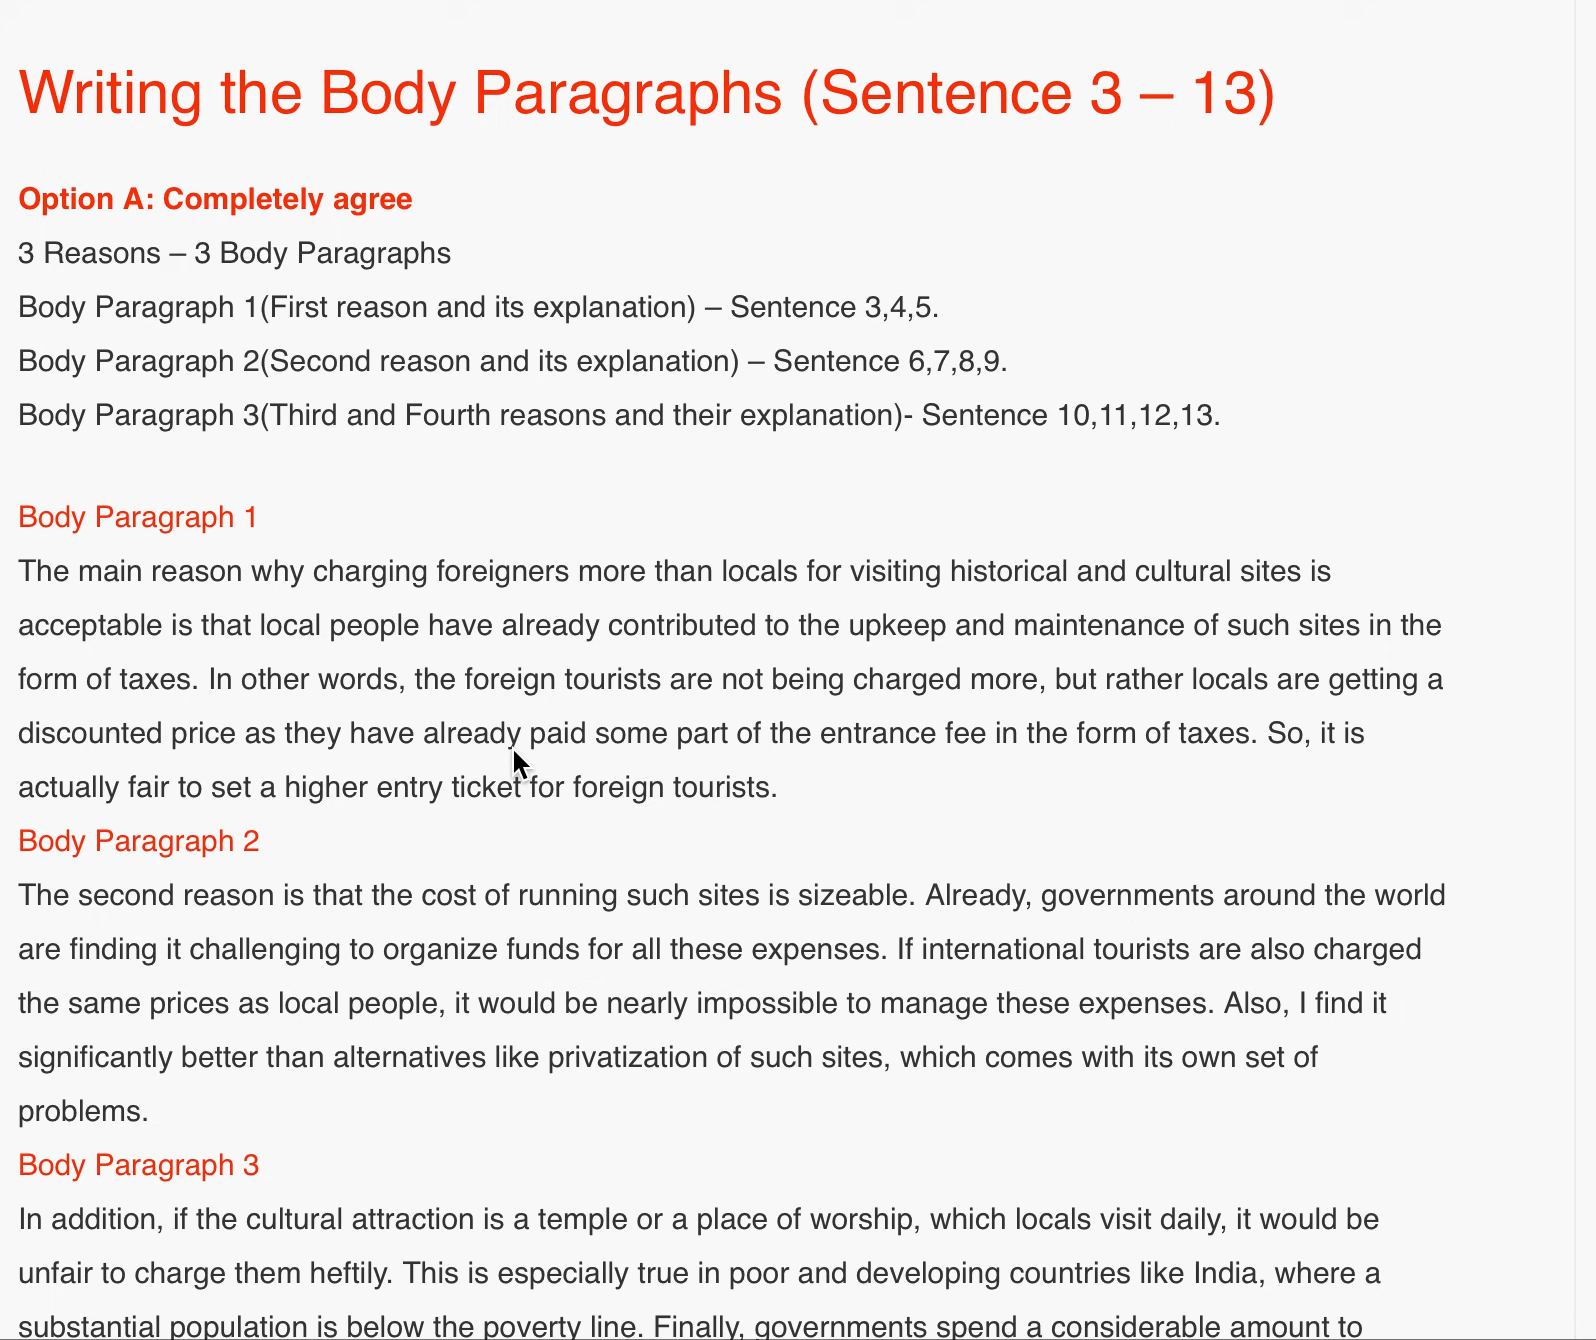 Writing the Body Paragraphs (Sentence 3 – 13)
Option A: Completely agree
3 Reasons – 3 Body Paragraphs
Body Paragraph 1(First reason and its explanation) – Sentence 3,4,5.
Body Paragraph 2(Second reason and its explanation) – Sentence 6,7,8,9.
Body Paragraph 3(Third and Fourth reasons and their explanation)- Sentence 10,11,12,13.
Body Paragraph 1
The main reason why charging foreigners more than locals for visiting historical and cultural sites is
acceptable is that local people have already contributed to the upkeep and maintenance of such sites in the
form of taxes. In other words, the foreign tourists are not being charged more, but rather locals are getting a
discounted price as they have already paid some part of the entrance fee in the form of taxes. So, it is
actually fair to set a higher entry ticket for foreign tourists.
Body Paragraph 2
The second reason is that the cost of running such sites is sizeable. Already, governments around the world
are finding it challenging to organize funds for all these expenses. If international tourists are also charged
the same prices as local people, it would be nearly impossible to manage these expenses. Also, I find it
significantly better than alternatives like privatization of such sites, which comes with its own set of
problems.
Body Paragraph 3
In addition, if the cultural attraction is a temple or a place of worship, which locals visit daily, it would be
unfair to charge them heftily. This is especially true in poor and developing countries like India, where a
substantial population is below the poverty line. Finally, governments spend a considerable amount to